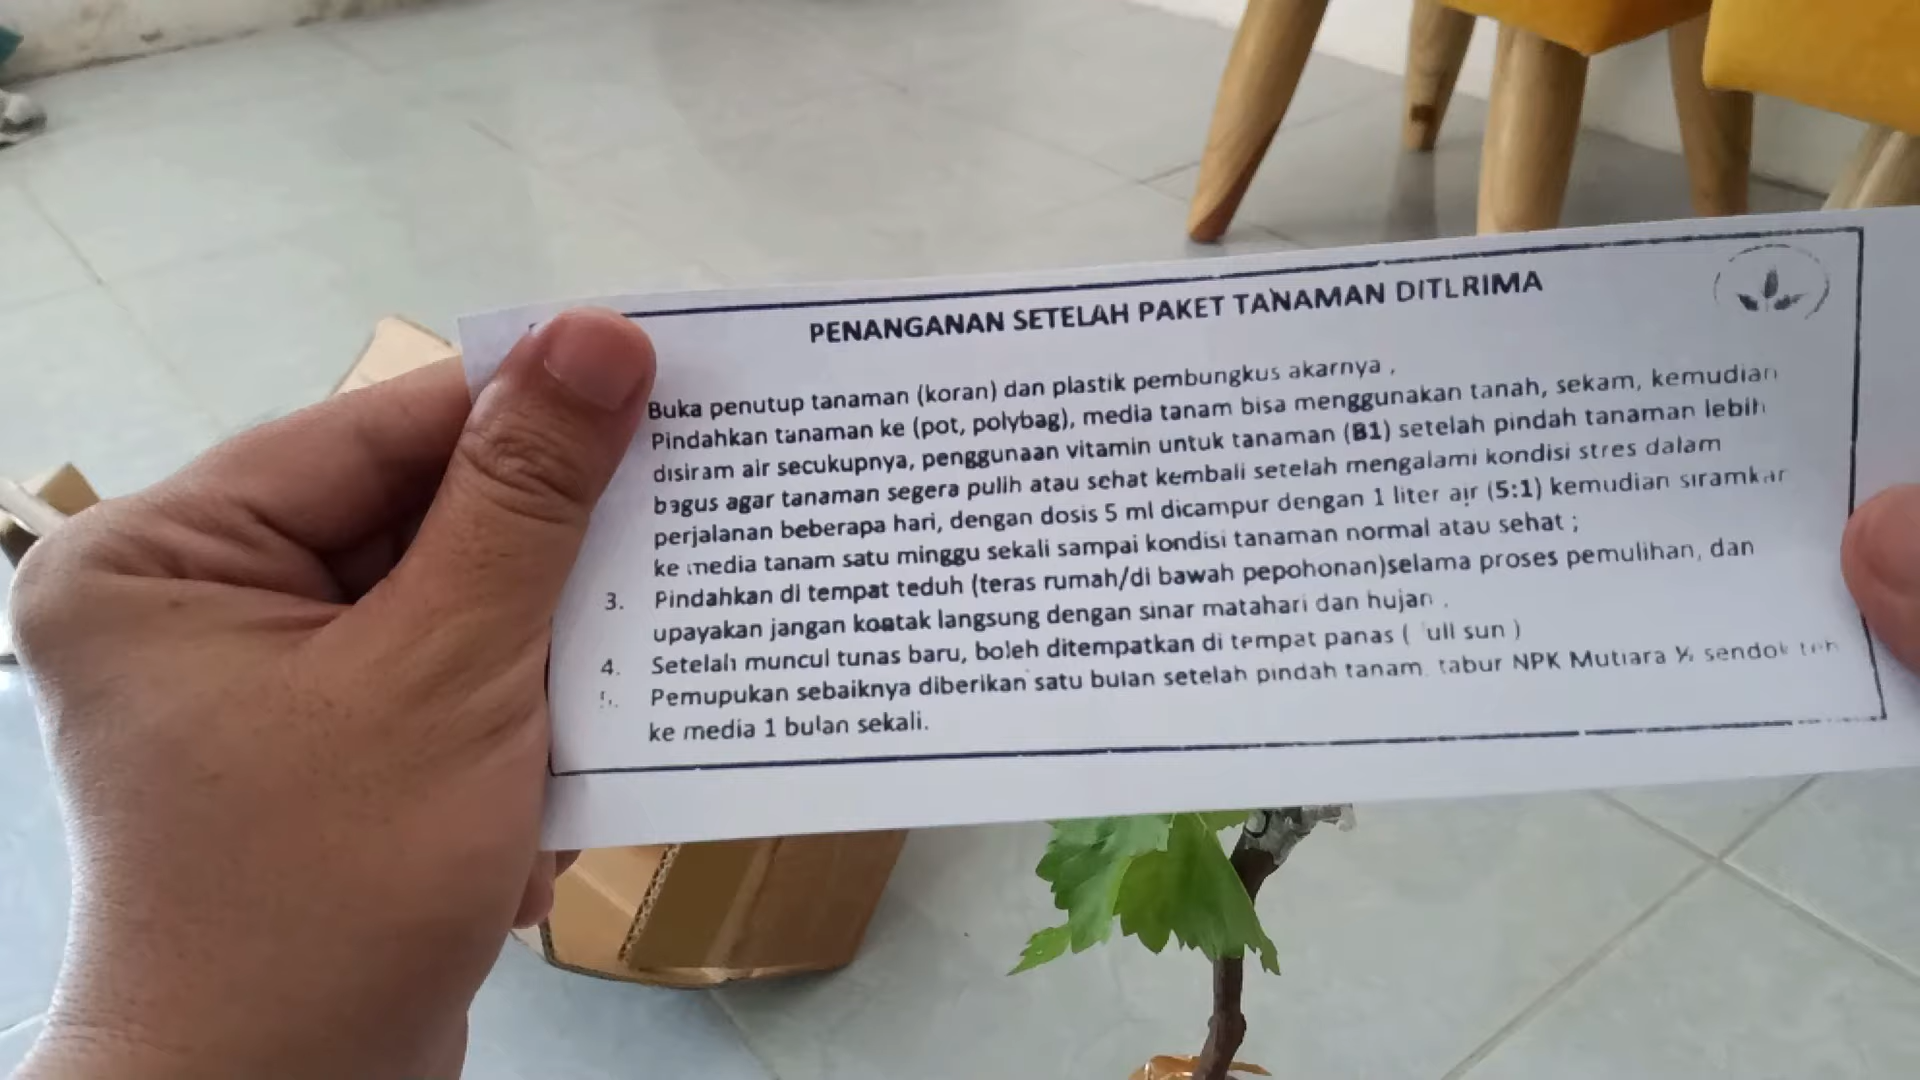 PENANGANAN SETELAH PAKET TANAMAN DITLRIMA
Buka penutup tanaman (koran) dan plastik pembungkus akarnya ,
Pindahkan tanaman ke (pot, polybag), media tanam bisa menggunakan tanah, sekam, kemudian
disiram air secukupnya, penggunaan vitamin untuk tanaman (B1) setelah pindah tanaman lebih
bagus agar tanaman segera pulih atau sehat kembali setelah mengalami kondisi stres dalam
perjalanan beberapa hari, dengan dosis 5 ml dicampur dengan 1 liter air (5:1) kemudian siramkan
ke media tanam satu minggu sekali sampai kondisi tanaman normal atau sehat ;
3. Pindahkan di tempat teduh (teras rumah/di bawah pepohonan)selama proses pemulihan, dan
upayakan jangan kontak langsung dengan sinar matahari dan hujan .
4. Setelah muncul tunas baru, boleh ditempatkan di tempat panas ( ull sun )
Pemupukan sebaiknya diberikan satu bulan setelah pindah tanam. tabur NPK Mutiara ½ sendok teh
ke media 1 bulan sekali.